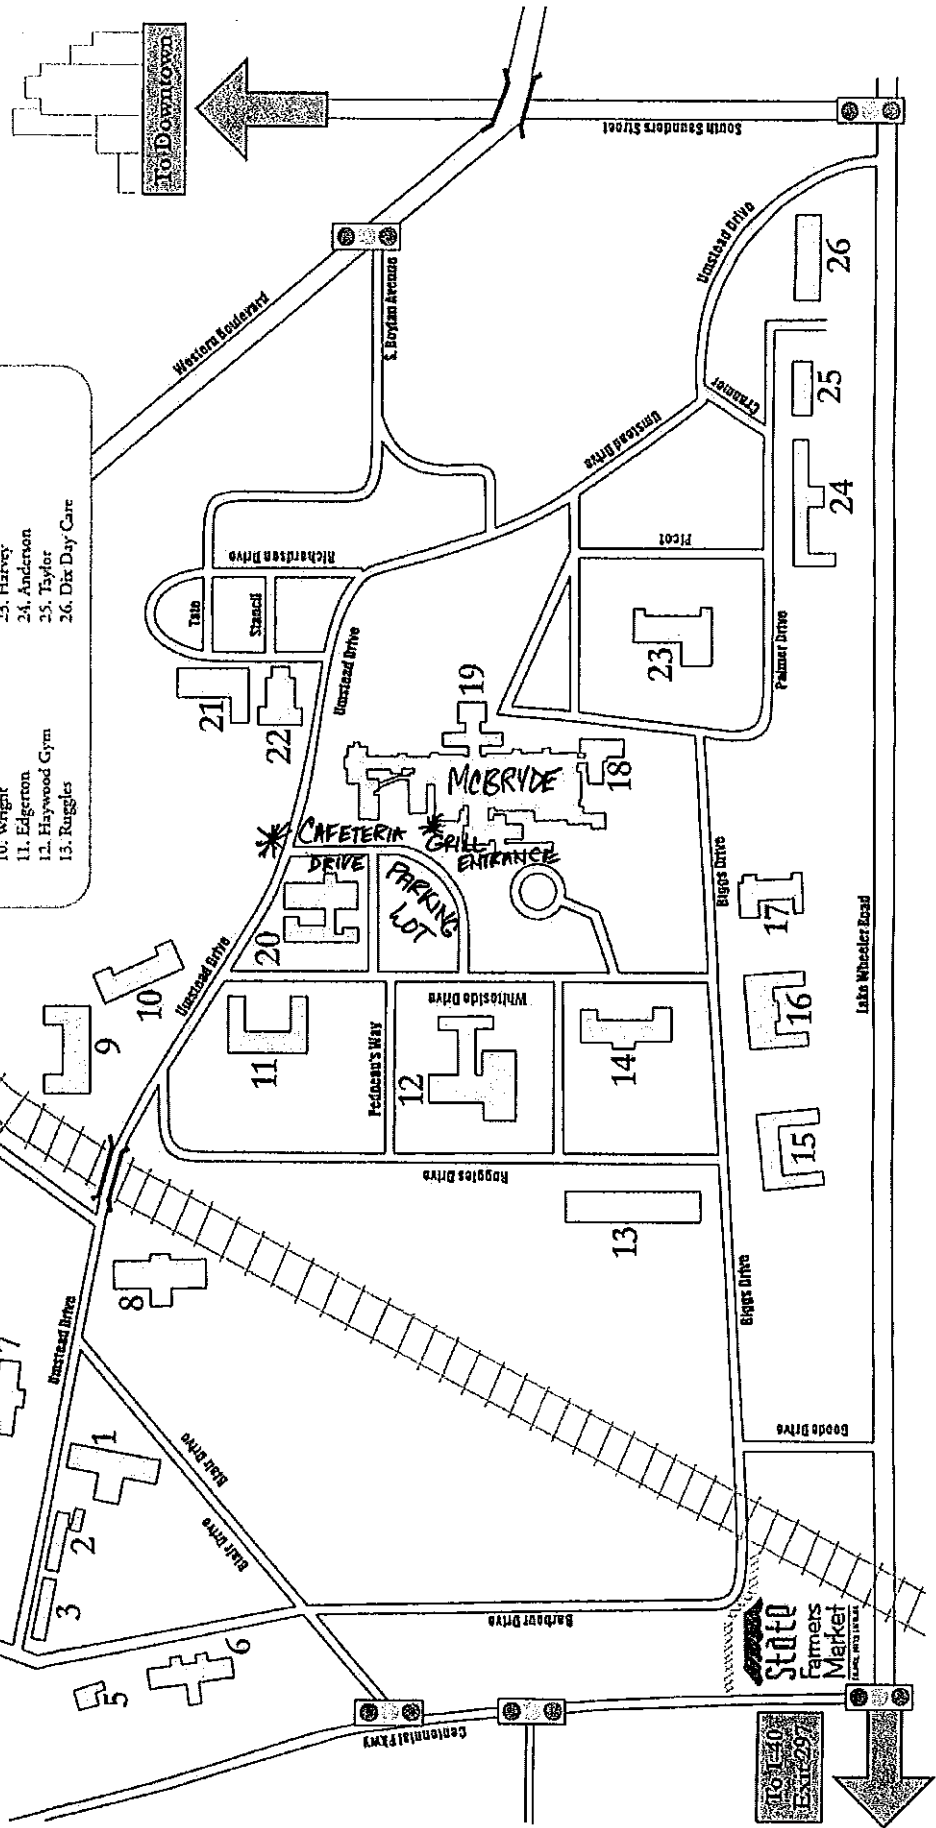 To Downtown
10. Wright
11. Edgerton
12. Haywood Gym
13. Ruggles
23. Harvey
24. Anderson
25. Taylor
26. Dix Day Care
Western Boulevard
South Saunders Street
S. Boylan Avenue
Umstead Drive
Umstead Drive
Cranmer
Picot
Palmer Drive
Richardson Drive
Tate
Stancil
Umstead Drive
Umstead Drive
Umstead Drive
CAFETERIA
DRIVE
PARKING
LOT
MCBRYDE
GRILL
ENTRANCE
Whiteside Drive
Ruggles Drive
Biggs Drive
Biggs Drive
Lake Wheeler Road
Goode Drive
Barbour Drive
Blair Drive
Blair Drive
Centennial Pkwy
State
Farmers
Market
To I-40
Exit 297
1
2
3
5
6
7
8
9
10
11
12
13
14
15
16
17
18
19
20
21
22
23
24
25
26